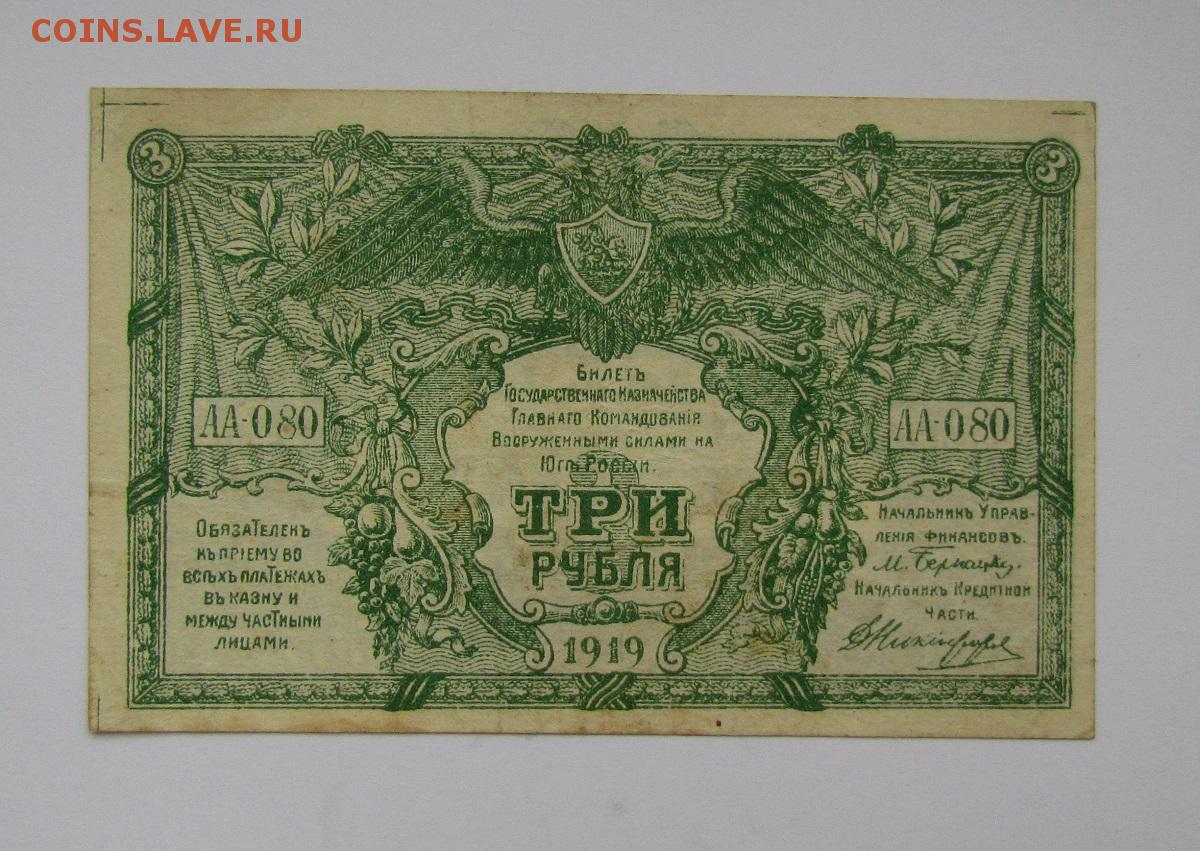 COINS.LAVE.RU
3 3
Билетъ
Государственнаго Казначейства
Главнаго Командованія
Вооруженными силами на
Югѣ Россіи.
АА-080 АА-080
ТРИ
РУБЛЯ
1919
Обязателенъ
къ пріему во
всѣхъ платежахъ
въ казну и
между частными
лицами.
Начальникъ Управ-
ленія финансовъ.
М. Бернацкій.
Начальникъ Кредитной
части.